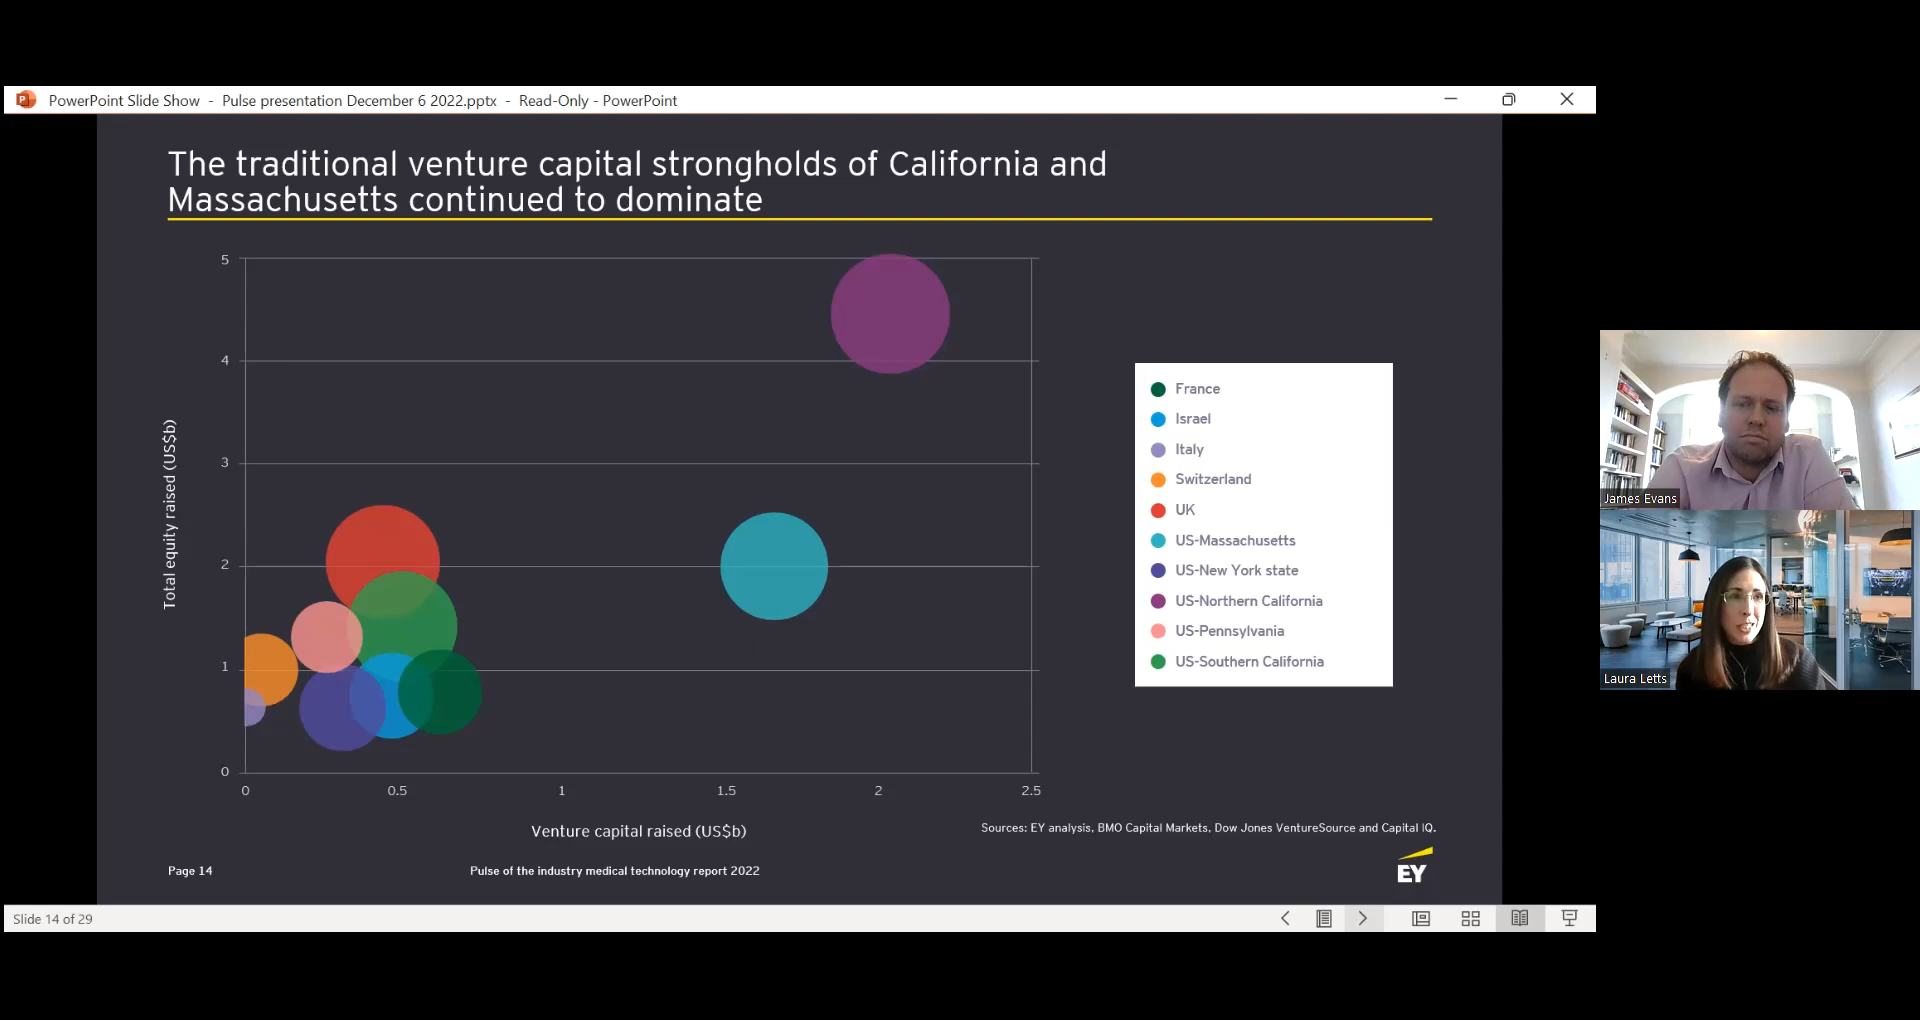 PowerPoint Slide Show - Pulse presentation December 6 2022.pptx - Read-Only - PowerPoint
The traditional venture capital strongholds of California and
Massachusetts continued to dominate
Total equity raised (US$b)
5
4
3
2
1
0
0
0.5
1
1.5
2
2.5
Venture capital raised (US$b)
France
Israel
Italy
Switzerland
UK
US-Massachusetts
US-New York state
US-Northern California
US-Pennsylvania
US-Southern California
Sources: EY analysis, BMO Capital Markets, Dow Jones VentureSource and Capital IQ.
Page 14
Pulse of the industry medical technology report 2022
EY
Slide 14 of 29
James Evans
Laura Letts